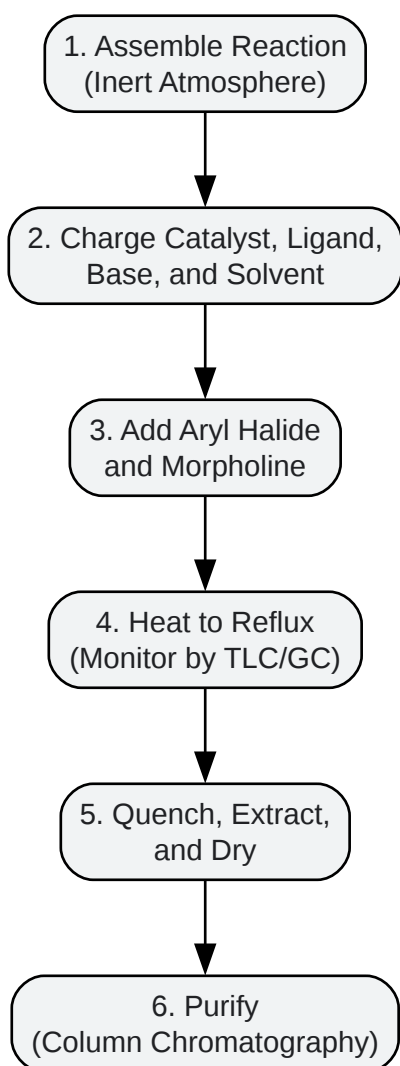 1. Assemble Reaction
(Inert Atmosphere)
2. Charge Catalyst, Ligand,
Base, and Solvent
3. Add Aryl Halide
and Morpholine
4. Heat to Reflux
(Monitor by TLC/GC)
5. Quench, Extract,
and Dry
6. Purify
(Column Chromatography)